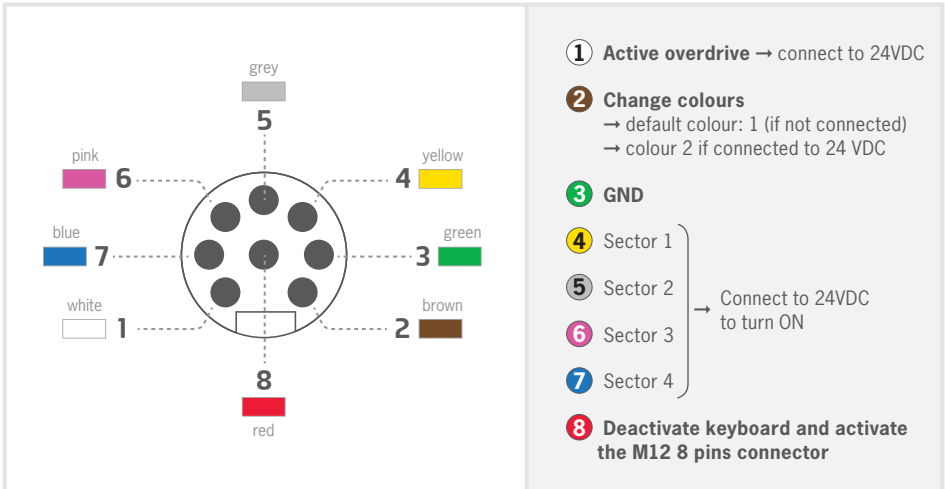 grey
5
pink
6
yellow
4
blue
7
green
3
white
1
brown
2
8
red
1 Active overdrive → connect to 24VDC
2 Change colours
→ default colour: 1 (if not connected)
→ colour 2 if connected to 24 VDC
3 GND
4 Sector 1
5 Sector 2
6 Sector 3
7 Sector 4
→ Connect to 24VDC
to turn ON
8 Deactivate keyboard and activate
the M12 8 pins connector